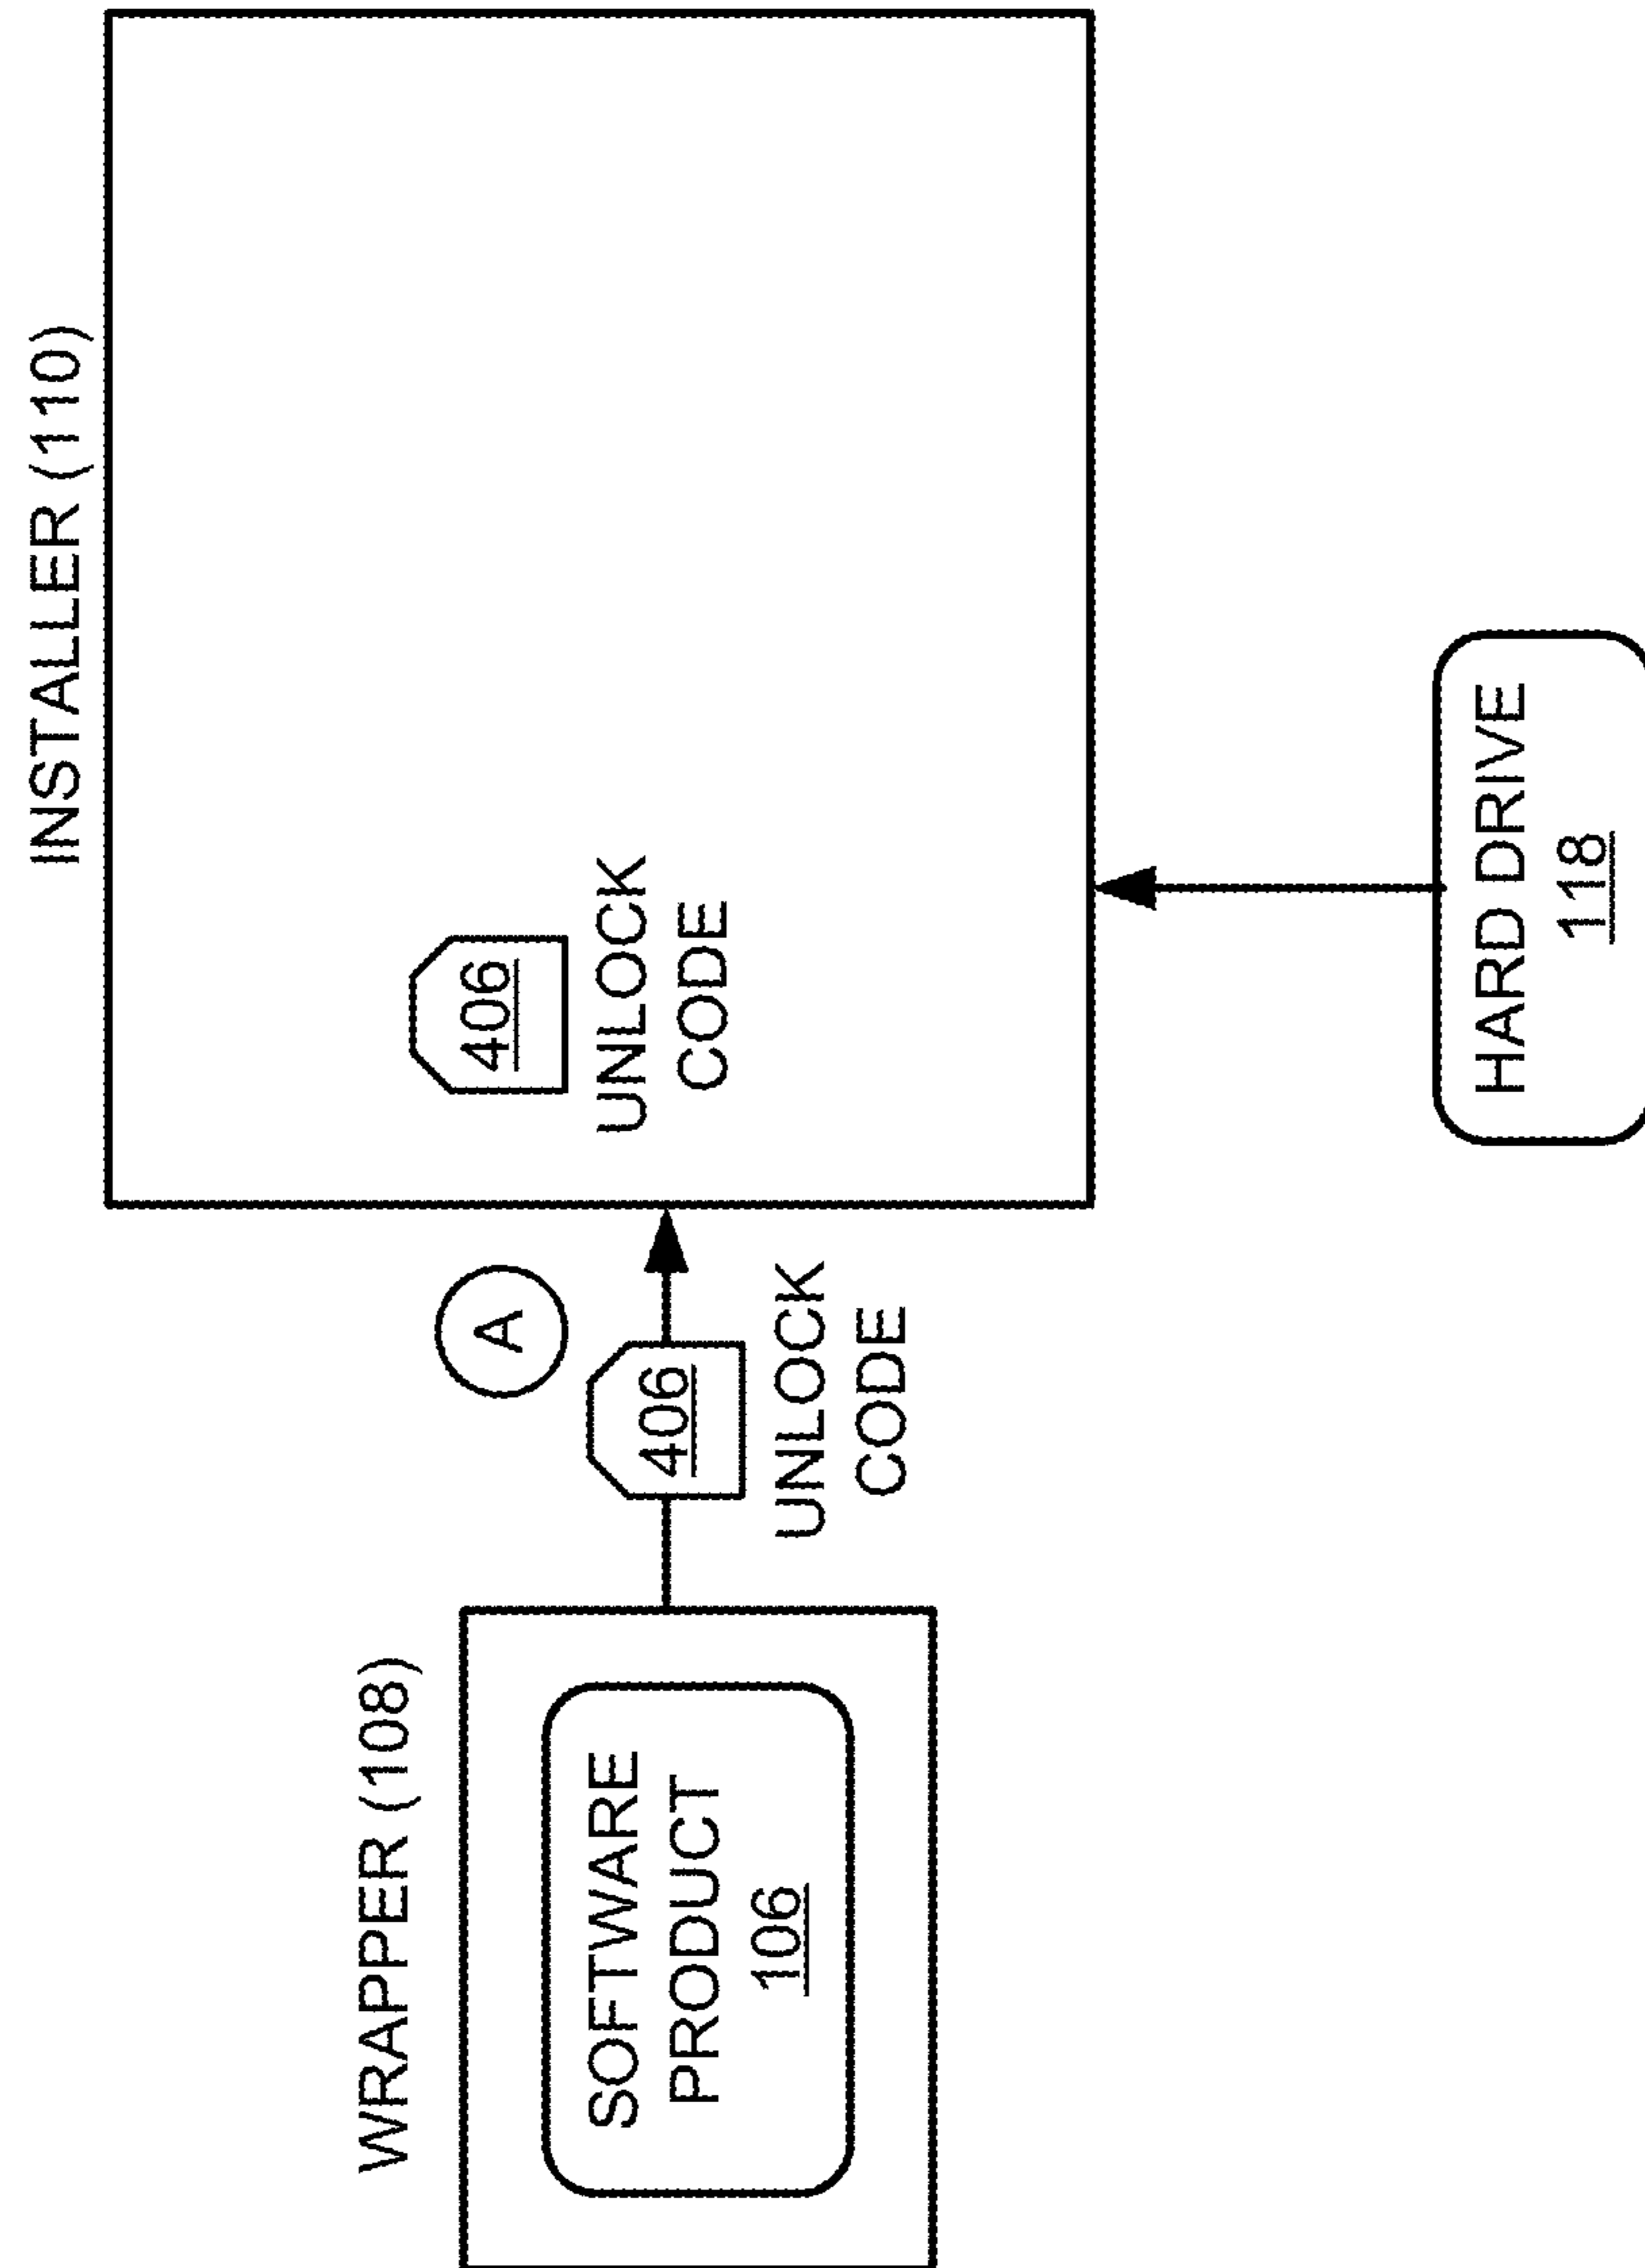 INSTALLER (110)
WRAPPER (108)
A
406
UNLOCK
CODE
406
UNLOCK
CODE
SOFTWARE
PRODUCT
106
HARD DRIVE
118